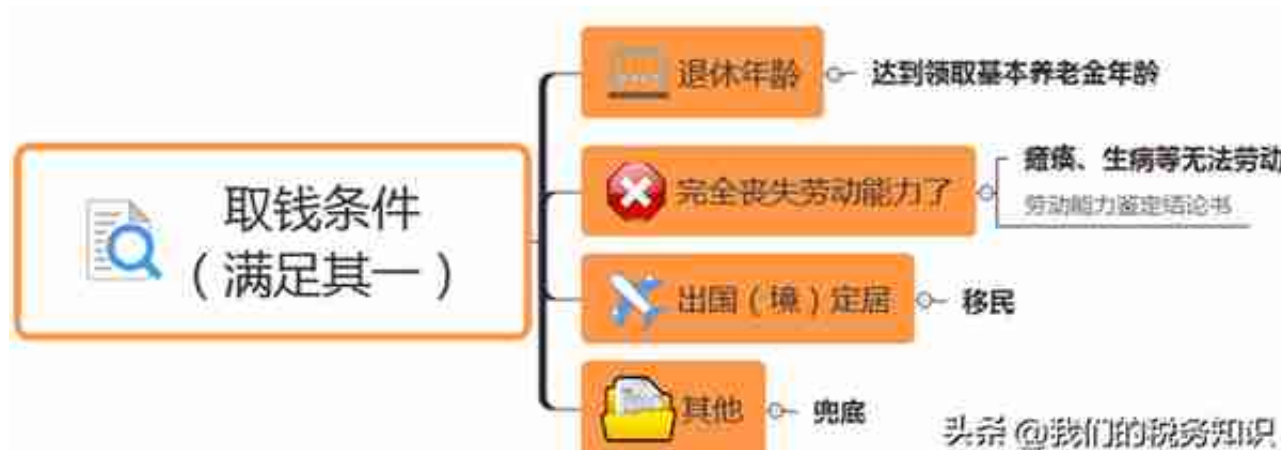 取钱条件
（满足其一）
退休年龄
达到领取基本养老金年龄
完全丧失劳动能力了
瘫痪、生病等无法劳动
劳动能力鉴定结论书
出国（境）定居
移民
其他
兜底
头条 @我们的税务知识